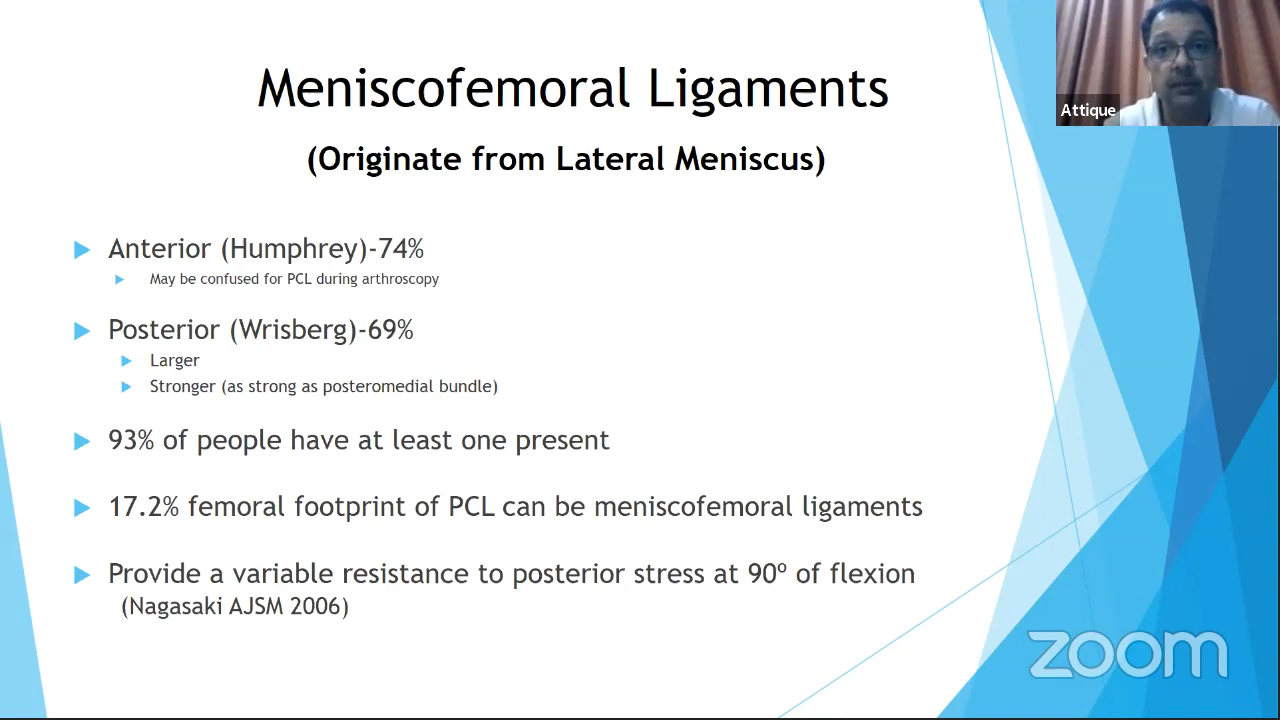 Meniscofemoral Ligaments
(Originate from Lateral Meniscus)
Attique
Anterior (Humphrey)-74%
May be confused for PCL during arthroscopy
Posterior (Wrisberg)-69%
Larger
Stronger (as strong as posteromedial bundle)
93% of people have at least one present
17.2% femoral footprint of PCL can be meniscofemoral ligaments
Provide a variable resistance to posterior stress at 90º of flexion
(Nagasaki AJSM 2006)
zoom